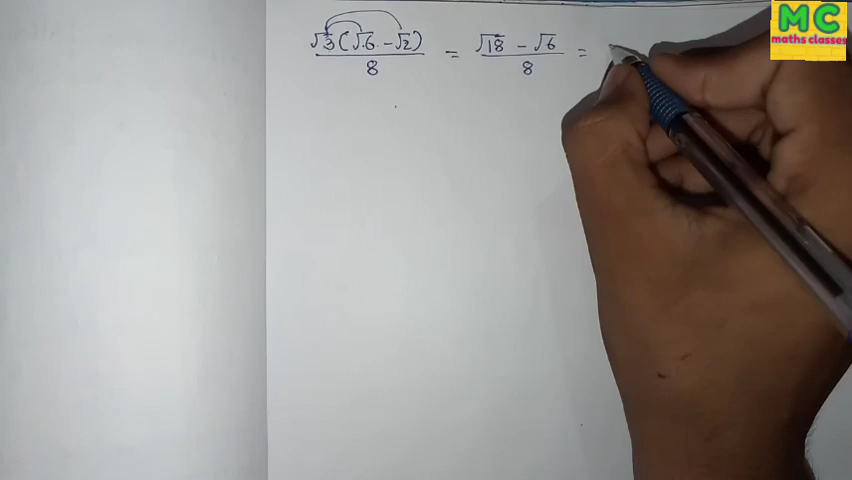 √3(√6 - √2)/8 = √18 - √6/8 =
MC
maths classes